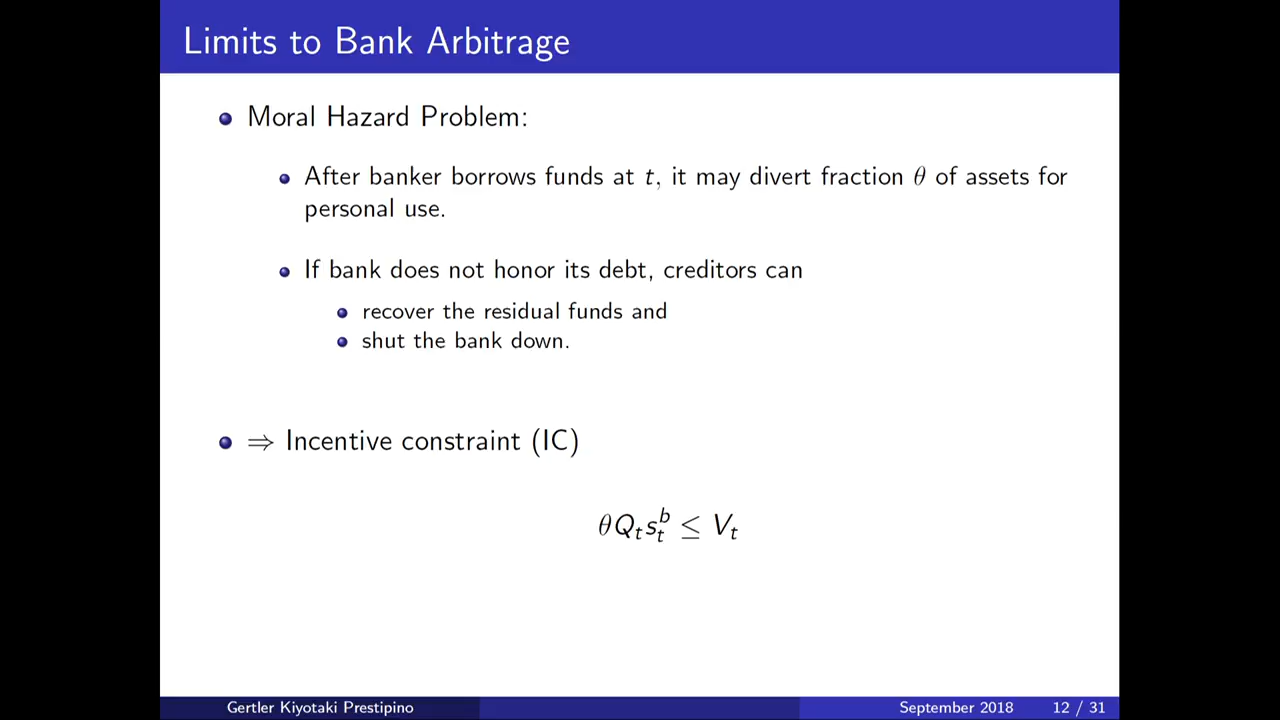 Limits to Bank Arbitrage
Moral Hazard Problem:
After banker borrows funds at t, it may divert fraction θ of assets for
personal use.
If bank does not honor its debt, creditors can
recover the residual funds and
shut the bank down.
⇒ Incentive constraint (IC)
θQ_t s_t^b ≤ V_t
Gertler Kiyotaki Prestipino September 2018 12 / 31